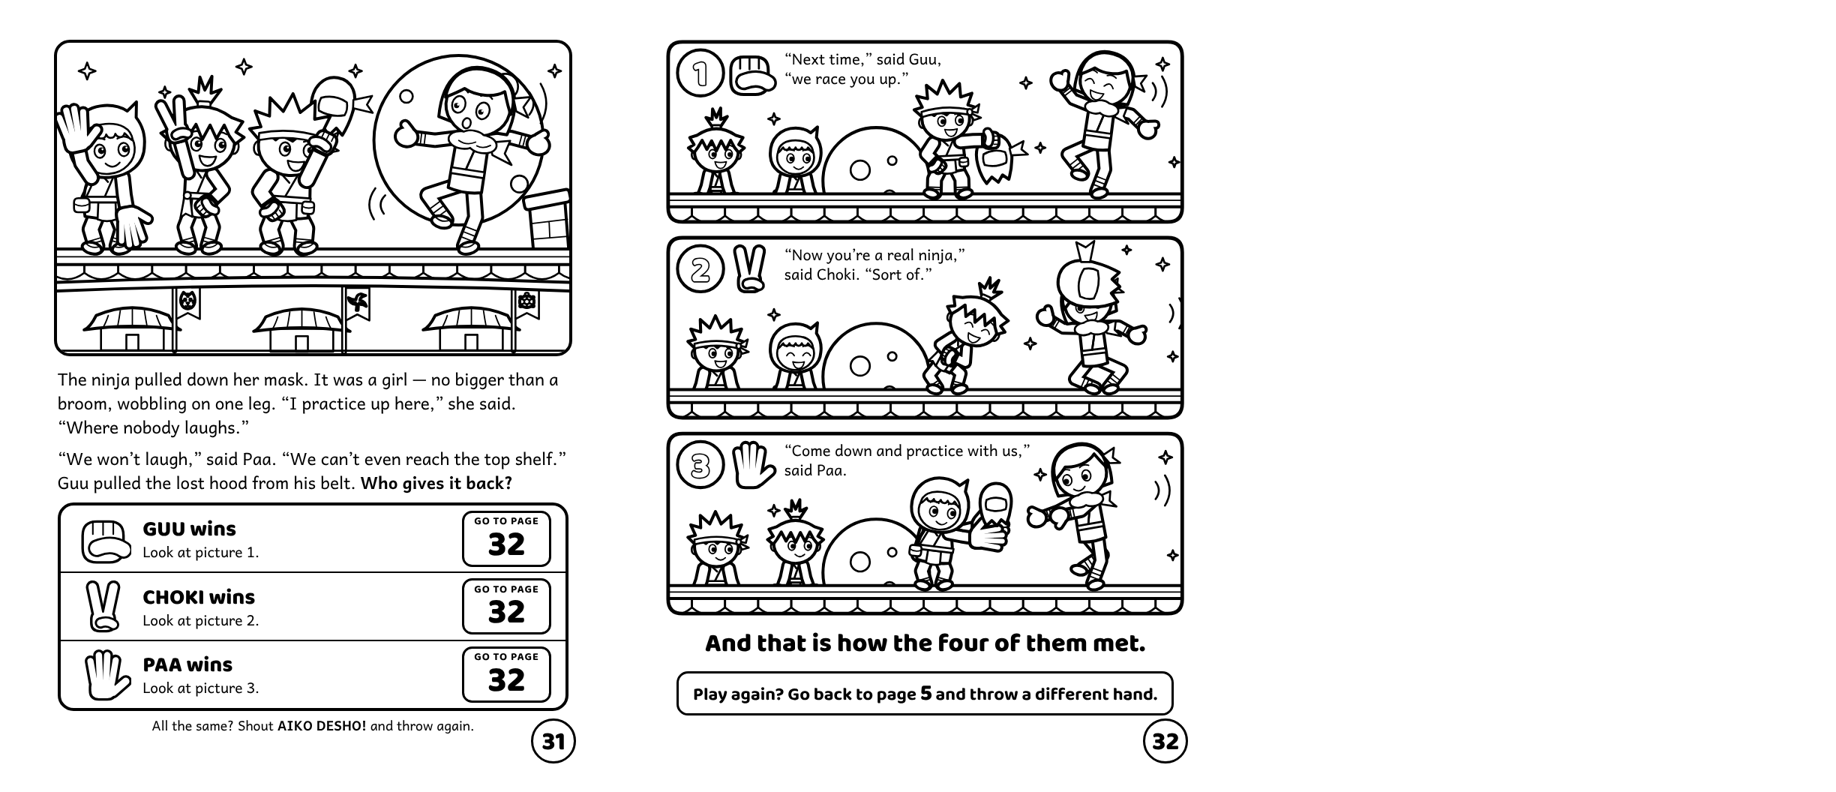 The ninja pulled down her mask. It was a girl — no bigger than a
broom, wobbling on one leg. “I practice up here,” she said.
“Where nobody laughs.”
“We won’t laugh,” said Paa. “We can’t even reach the top shelf.”
Guu pulled the lost hood from his belt. Who gives it back?
GUU wins
Look at picture 1.
GO TO PAGE
32
CHOKI wins
Look at picture 2.
GO TO PAGE
32
PAA wins
Look at picture 3.
GO TO PAGE
32
All the same? Shout AIKO DESHO! and throw again.
31
1
“Next time,” said Guu,
“we race you up.”
2
“Now you’re a real ninja,”
said Choki. “Sort of.”
3
“Come down and practice with us,”
said Paa.
And that is how the four of them met.
Play again? Go back to page 5 and throw a different hand.
32